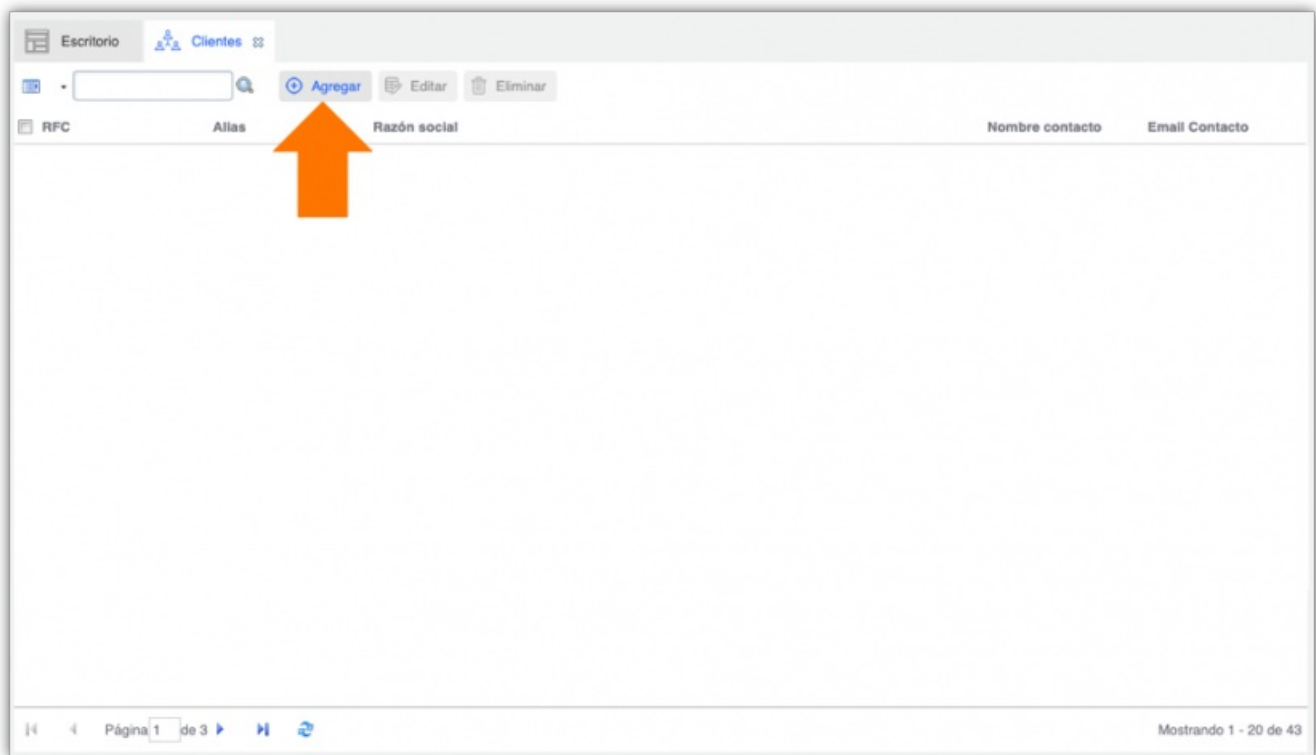 Escritorio Clientes
Agregar Editar Eliminar
RFC Alias Razón social Nombre contacto Email Contacto
Página 1 de 3 Mostrando 1 - 20 de 43